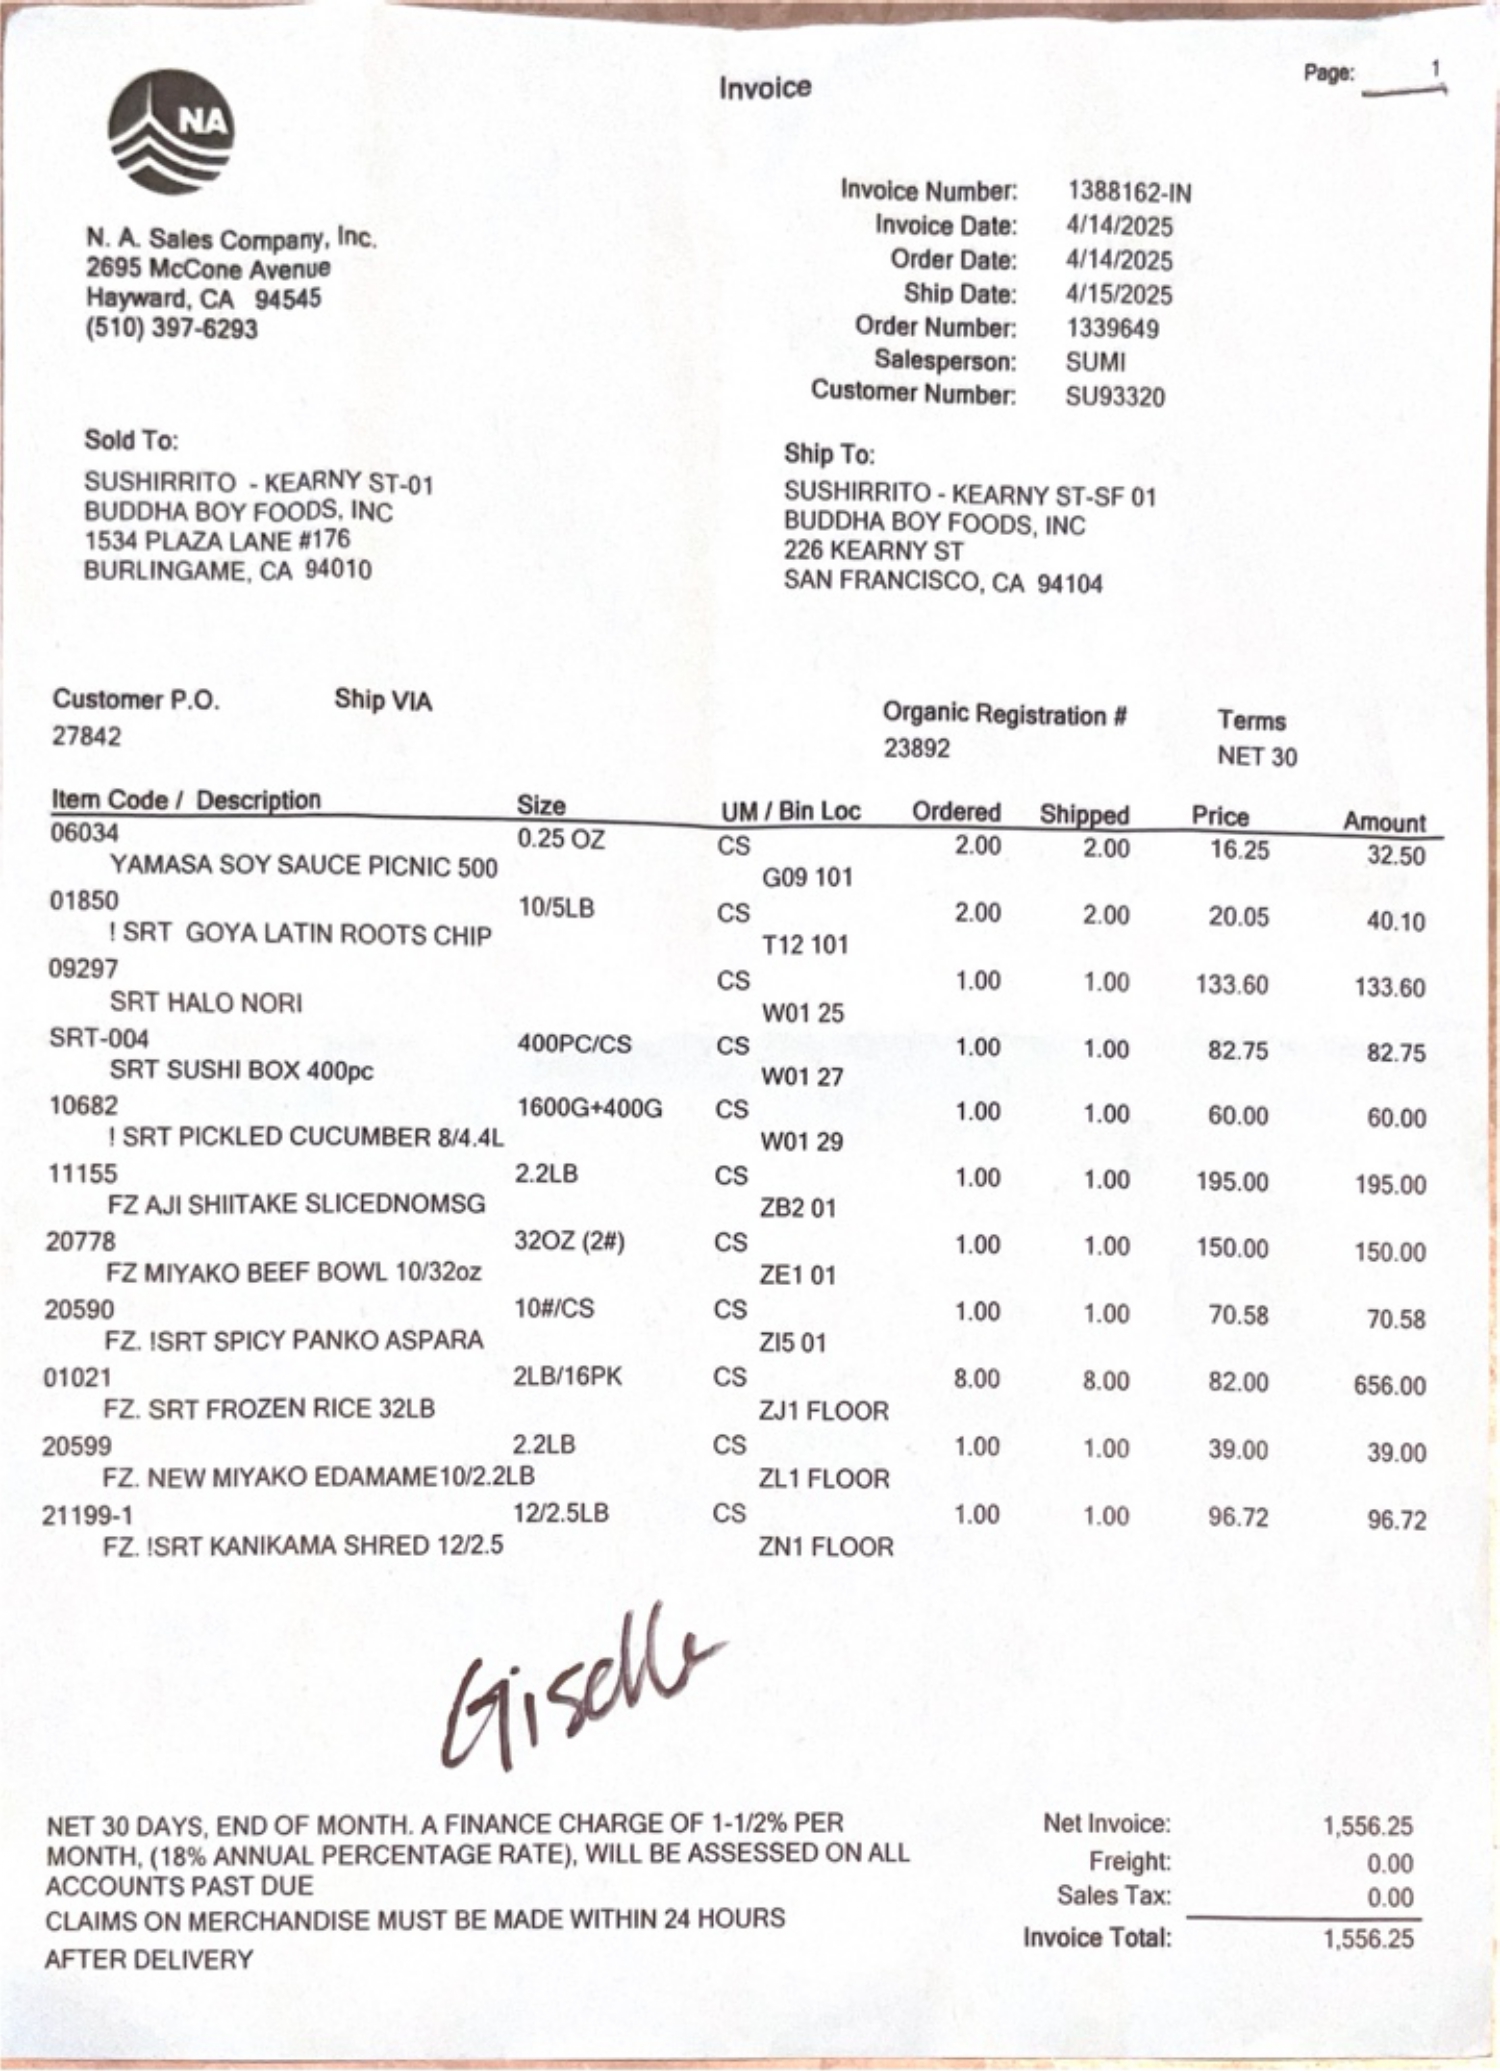 Invoice
Page: 1
NA
N. A. Sales Company, Inc.
2695 McCone Avenue
Hayward, CA 94545
(510) 397-6293
Invoice Number: 1388162-IN
Invoice Date: 4/14/2025
Order Date: 4/14/2025
Ship Date: 4/15/2025
Order Number: 1339649
Salesperson: SUMI
Customer Number: SU93320
Sold To:
SUSHIRRITO - KEARNY ST-01
BUDDHA BOY FOODS, INC
1534 PLAZA LANE #176
BURLINGAME, CA 94010
Ship To:
SUSHIRRITO - KEARNY ST-SF 01
BUDDHA BOY FOODS, INC
226 KEARNY ST
SAN FRANCISCO, CA 94104
Customer P.O. Ship VIA Organic Registration # Terms
27842 23892 NET 30
Item Code / Description Size UM / Bin Loc Ordered Shipped Price Amount
06034 0.25 OZ CS 2.00 2.00 16.25 32.50
YAMASA SOY SAUCE PICNIC 500 G09 101
01850 10/5LB CS 2.00 2.00 20.05 40.10
! SRT GOYA LATIN ROOTS CHIP T12 101
09297 CS 1.00 1.00 133.60 133.60
SRT HALO NORI W01 25
SRT-004 400PC/CS CS 1.00 1.00 82.75 82.75
SRT SUSHI BOX 400pc W01 27
10682 1600G+400G CS 1.00 1.00 60.00 60.00
! SRT PICKLED CUCUMBER 8/4.4L W01 29
11155 2.2LB CS 1.00 1.00 195.00 195.00
FZ AJI SHIITAKE SLICEDNOMSG ZB2 01
20778 32OZ (2#) CS 1.00 1.00 150.00 150.00
FZ MIYAKO BEEF BOWL 10/32oz ZE1 01
20590 10#/CS CS 1.00 1.00 70.58 70.58
FZ. !SRT SPICY PANKO ASPARA ZI5 01
01021 2LB/16PK CS 8.00 8.00 82.00 656.00
FZ. SRT FROZEN RICE 32LB ZJ1 FLOOR
20599 2.2LB CS 1.00 1.00 39.00 39.00
FZ. NEW MIYAKO EDAMAME10/2.2LB ZL1 FLOOR
21199-1 12/2.5LB CS 1.00 1.00 96.72 96.72
FZ. !SRT KANIKAMA SHRED 12/2.5 ZN1 FLOOR
Giselle
NET 30 DAYS, END OF MONTH. A FINANCE CHARGE OF 1-1/2% PER
MONTH, (18% ANNUAL PERCENTAGE RATE), WILL BE ASSESSED ON ALL
ACCOUNTS PAST DUE
CLAIMS ON MERCHANDISE MUST BE MADE WITHIN 24 HOURS
AFTER DELIVERY
Net Invoice: 1,556.25
Freight: 0.00
Sales Tax: 0.00
Invoice Total: 1,556.25